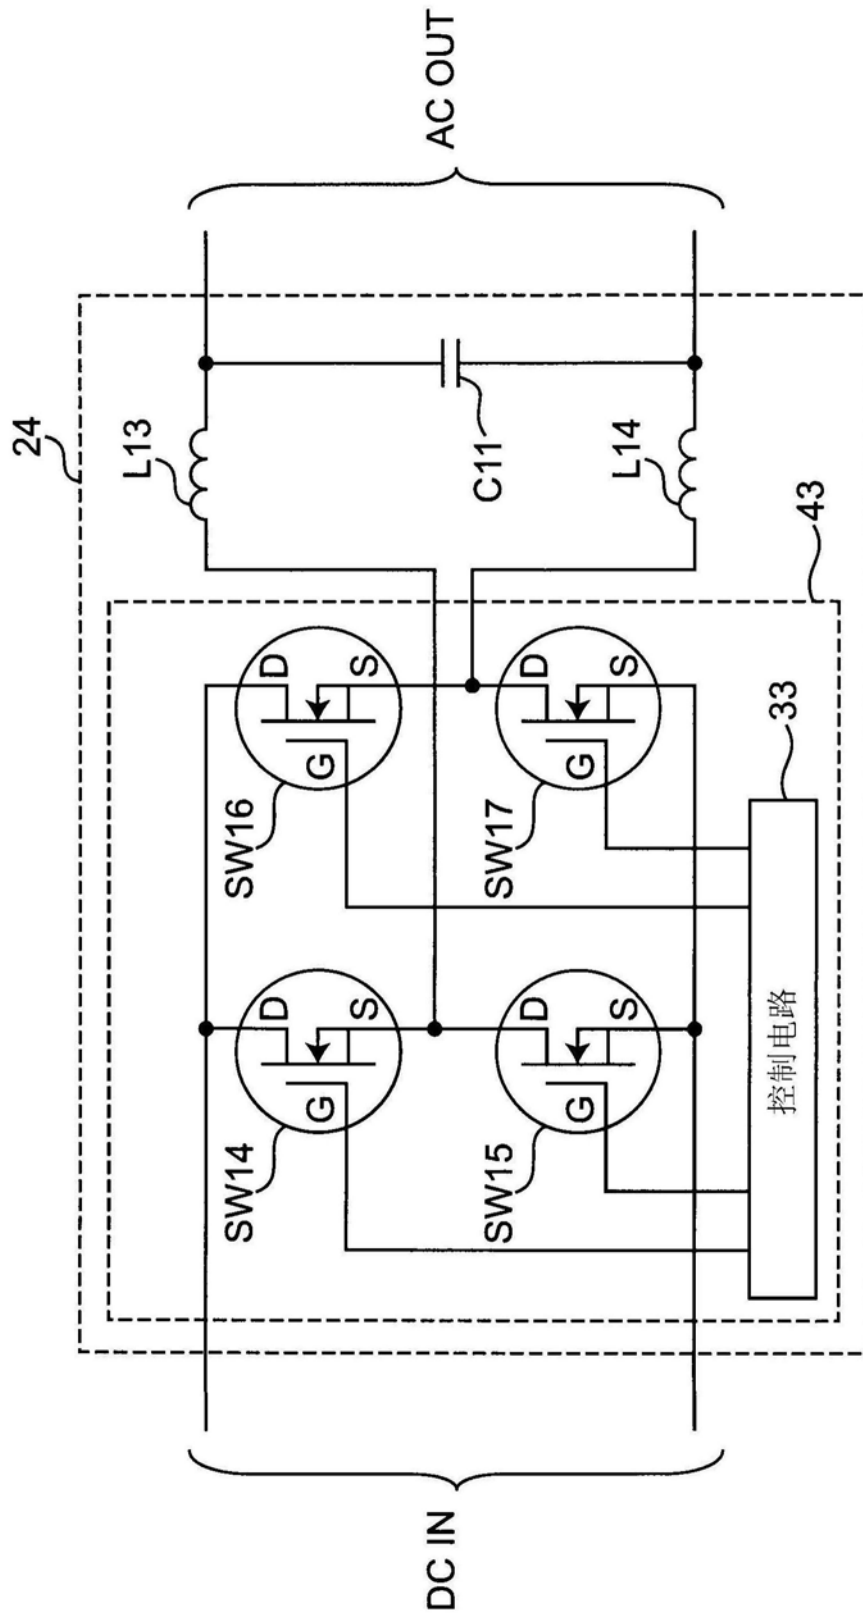 24
L13
AC OUT
SW14
D
G
S
SW16
D
G
S
C11
SW15
D
G
S
SW17
D
G
S
L14
43
33
控制电路
DC IN